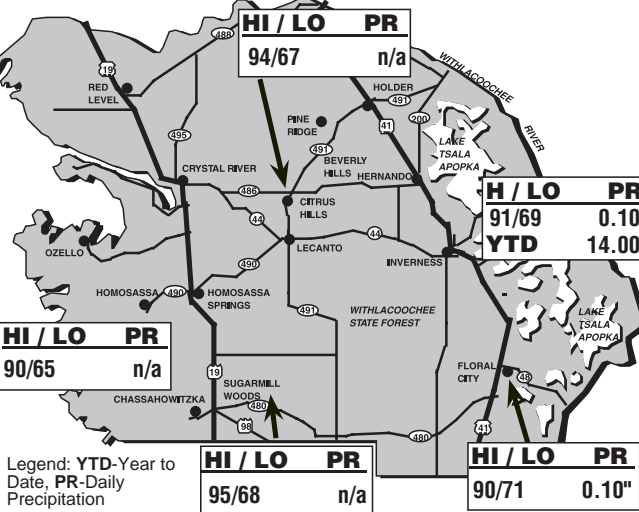 HI / LO PR
94/67 n/a
488
19
RED
LEVEL
WITHLACOOCHEE
RIVER
HOLDER
491
200
41
PINE
RIDGE
495
491
LAKE
TSALA
APOPKA
BEVERLY
HILLS
HERNANDO
CRYSTAL RIVER
486
CITRUS
HILLS
H / LO PR
91/69 0.10
YTD 14.00
44
44
LECANTO
INVERNESS
OZELLO
490
HOMOSASSA
490
HOMOSASSA
SPRINGS
491
WITHLACOOCHEE
STATE FOREST
LAKE
TSALA
APOPKA
HI / LO PR
90/65 n/a
19
FLORAL
CITY
48
SUGARMILL
WOODS
CHASSAHOWITZKA
480
98
480
41
HI / LO PR
95/68 n/a
HI / LO PR
90/71 0.10"
Legend: YTD-Year to
Date, PR-Daily
Precipitation